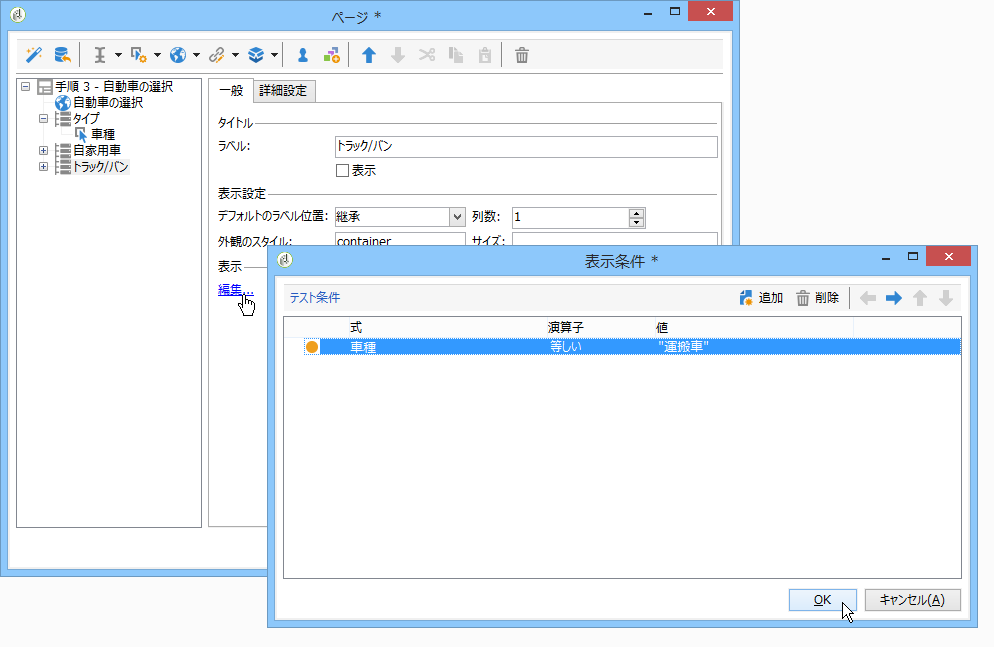 ページ *
手順 3 - 自動車の選択
自動車の選択
タイプ
車種
自家用車
トラック/バン
一般 詳細設定
タイトル
ラベル: トラック/バン
表示
表示設定
デフォルトのラベル位置: 継承 列数: 1
外観のスタイル: container サイズ:
表示
編集...
表示条件 *
テスト条件 追加 削除
式 演算子 値
車種 等しい "運搬車"
OK キャンセル(A)